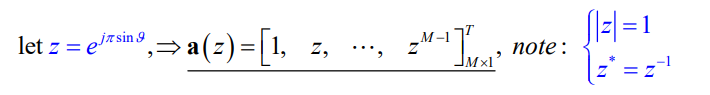 let z = e^{jπ sin ϑ}, ⇒ a(z) = [1, z, ⋯, z^{M−1}]^T_{M×1}, note: { |z| = 1
z^* = z^{−1}